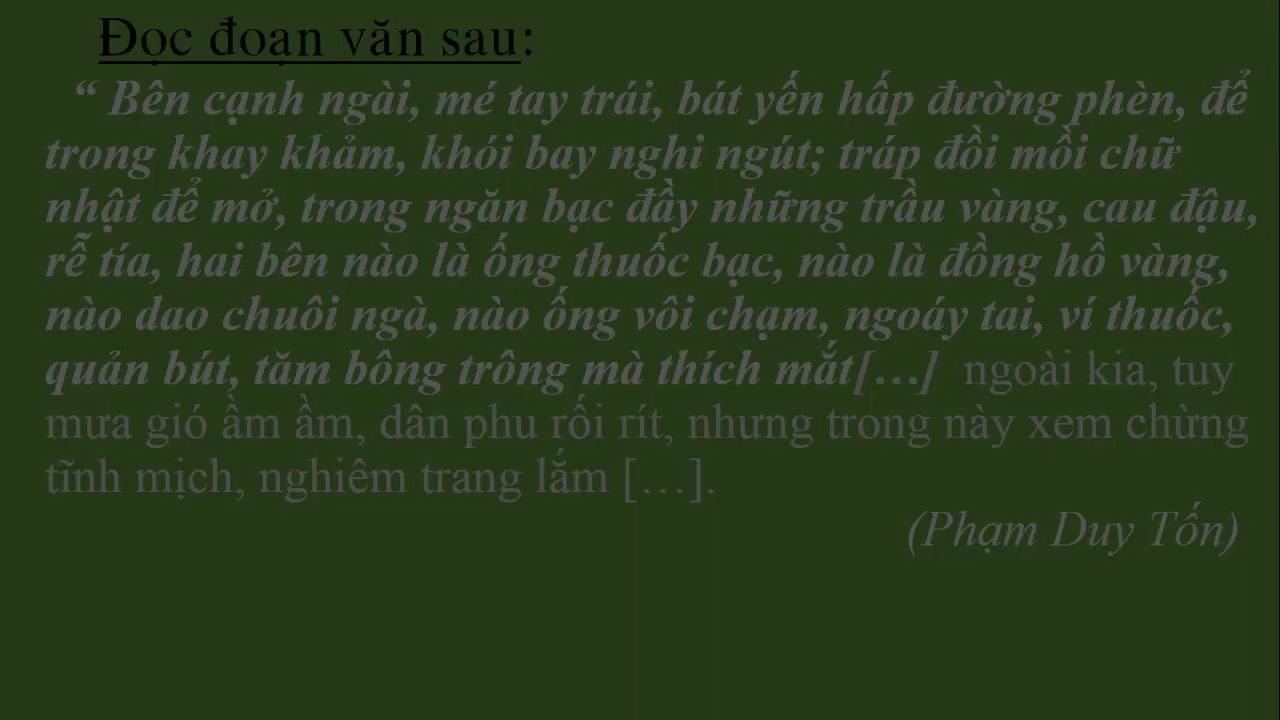 Đọc đoạn văn sau:
“ Bên cạnh ngài, mé tay trái, bát yến hấp đường phèn, để
trong khay khảm, khói bay nghi ngút; tráp đồi mồi chữ
nhật để mở, trong ngăn bạc đầy những trầu vàng, cau đậu,
rễ tía, hai bên nào là ống thuốc bạc, nào là đồng hồ vàng,
nào dao chuôi ngà, nào ống vôi chạm, ngoáy tai, ví thuốc,
quản bút, tăm bông trông mà thích mắt[…] ngoài kia, tuy
mưa gió ầm ầm, dân phu rối rít, nhưng trong này xem chừng
tĩnh mịch, nghiêm trang lắm […].
(Phạm Duy Tốn)